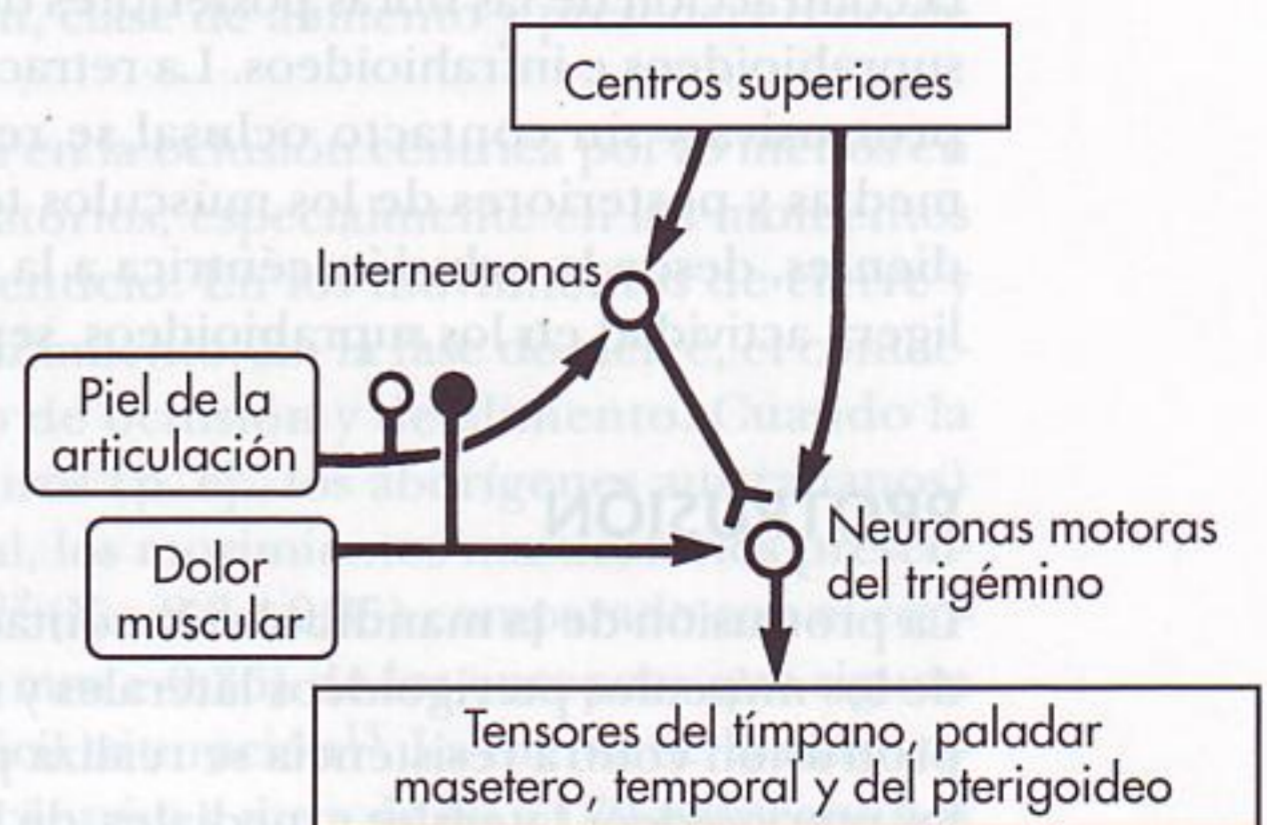 Centros superiores
Interneuronas
Piel de la
articulación
Dolor
muscular
Neuronas motoras
del trigémino
Tensores del tímpano, paladar
masetero, temporal y del pterigoideo